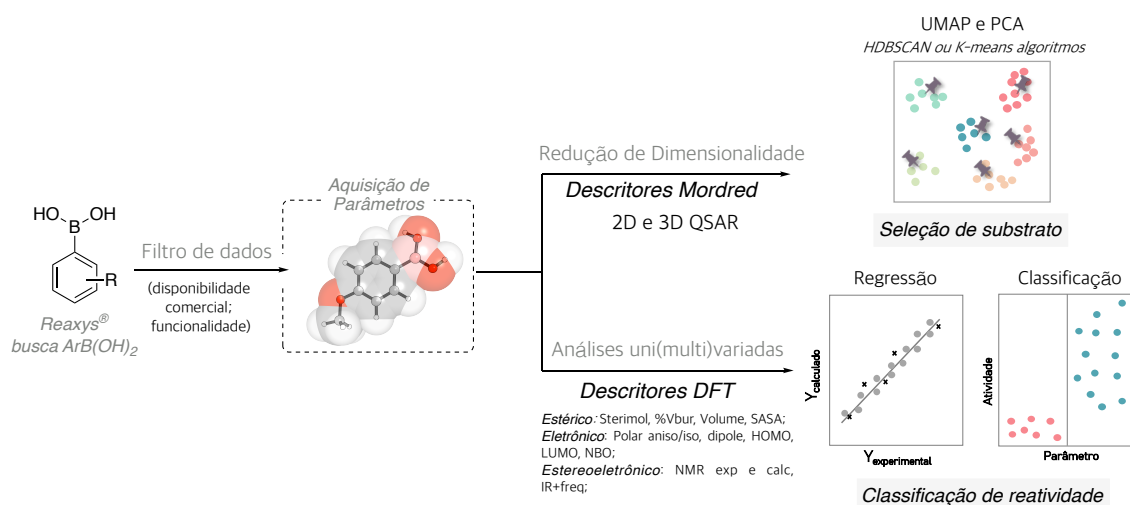 HO
OH
B
R
Reaxys®
busca ArB(OH)2
Filtro de dados
(disponibilidade
comercial;
funcionalidade)
Aquisição de
Parâmetros
Redução de Dimensionalidade
Descritores Mordred
2D e 3D QSAR
UMAP e PCA
HDBSCAN ou K-means algoritmos
Seleção de substrato
Análises uni(multi)variadas
Descritores DFT
Estérico: Sterimol, %Vbur, Volume, SASA;
Eletrônico: Polar aniso/iso, dipole, HOMO,
LUMO, NBO;
Estereoeletrônico: NMR exp e calc,
IR+freq;
Regressão
Ycalculado
Yexperimental
Classificação
Atividade
Parâmetro
Classificação de reatividade